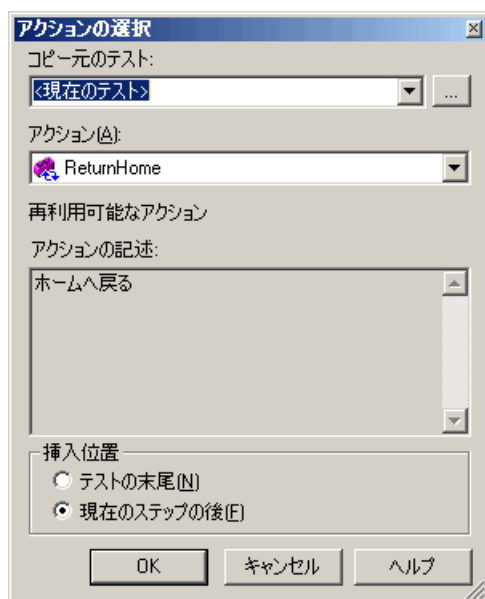 アクションの選択
コピー元のテスト:
<現在のテスト>
...
アクション(A):
ReturnHome
再利用可能なアクション
アクションの記述:
ホームへ戻る
挿入位置
テストの末尾(N)
現在のステップの後(F)
OK キャンセル ヘルプ